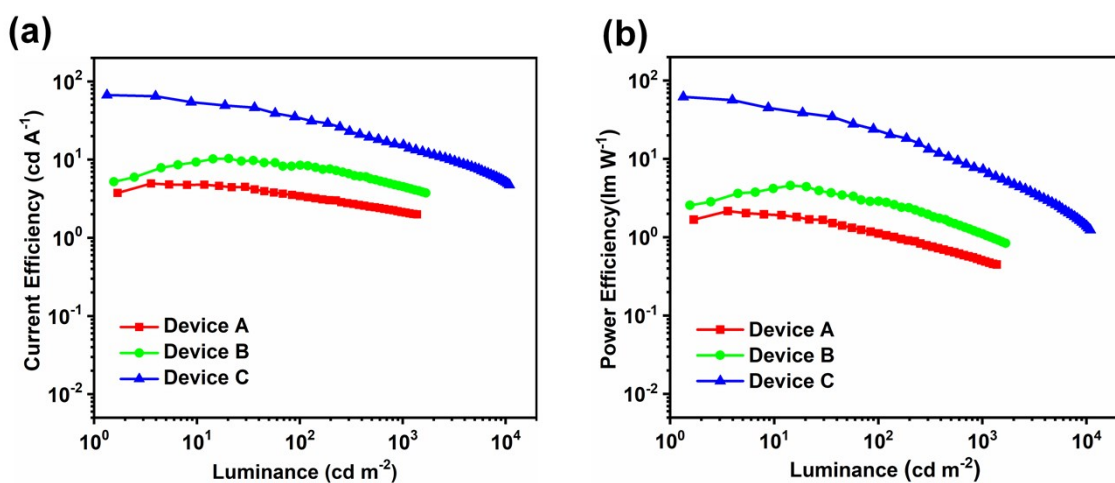 (a)
Current Efficiency (cd A⁻¹)
10²
10¹
10⁰
10⁻¹
10⁻²
Device A
Device B
Device C
10⁰ 10¹ 10² 10³ 10⁴
Luminance (cd m⁻²)
(b)
Power Efficiency(lm W⁻¹)
10²
10¹
10⁰
10⁻¹
10⁻²
Device A
Device B
Device C
10⁰ 10¹ 10² 10³ 10⁴
Luminance (cd m⁻²)